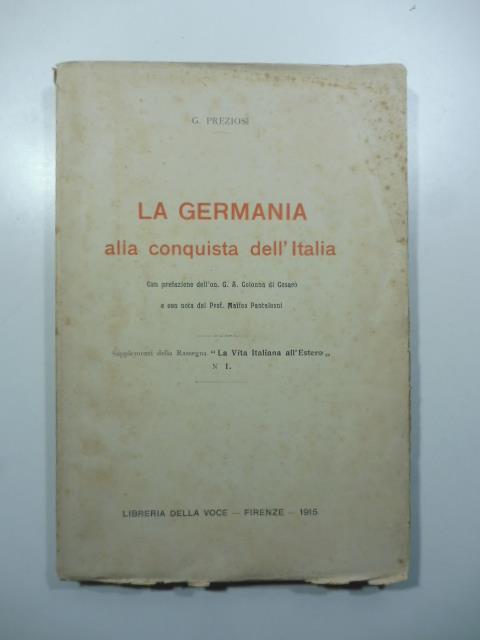 G. PREZIOSI
LA GERMANIA
alla conquista dell'Italia
Con prefazione dell'on. G. A. Colonna di Cesarò
e con nota del Prof. Maffeo Pantaleoni
Supplementi della Rassegna “La Vita Italiana all'Estero„
N 1.
LIBRERIA DELLA VOCE — FIRENZE — 1915